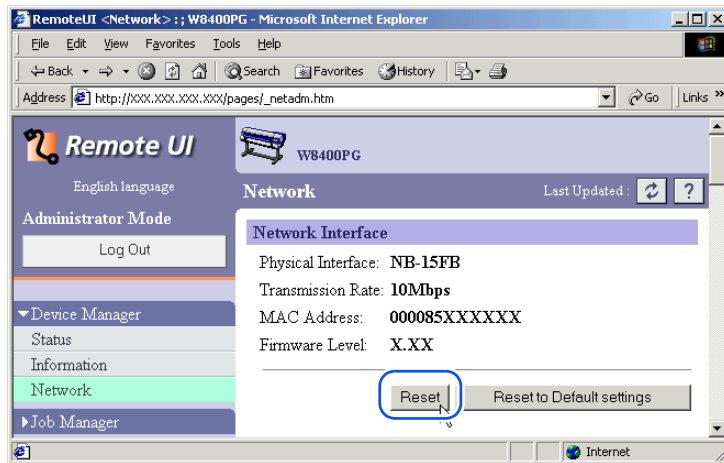 RemoteUI <Network> : ; W8400PG - Microsoft Internet Explorer
File Edit View Favorites Tools Help
Back Search Favorites History
Address http://XXX.XXX.XXX.XXX/pages/_netadm.htm Go Links »
Remote UI
W8400PG
English language
Network Last Updated : ?
Administrator Mode
Log Out
Network Interface
Physical Interface: NB-15FB
Transmission Rate: 10Mbps
MAC Address: 000085XXXXXX
Firmware Level: X.XX
Device Manager
Status
Information
Network
Reset Reset to Default settings
Job Manager
Internet